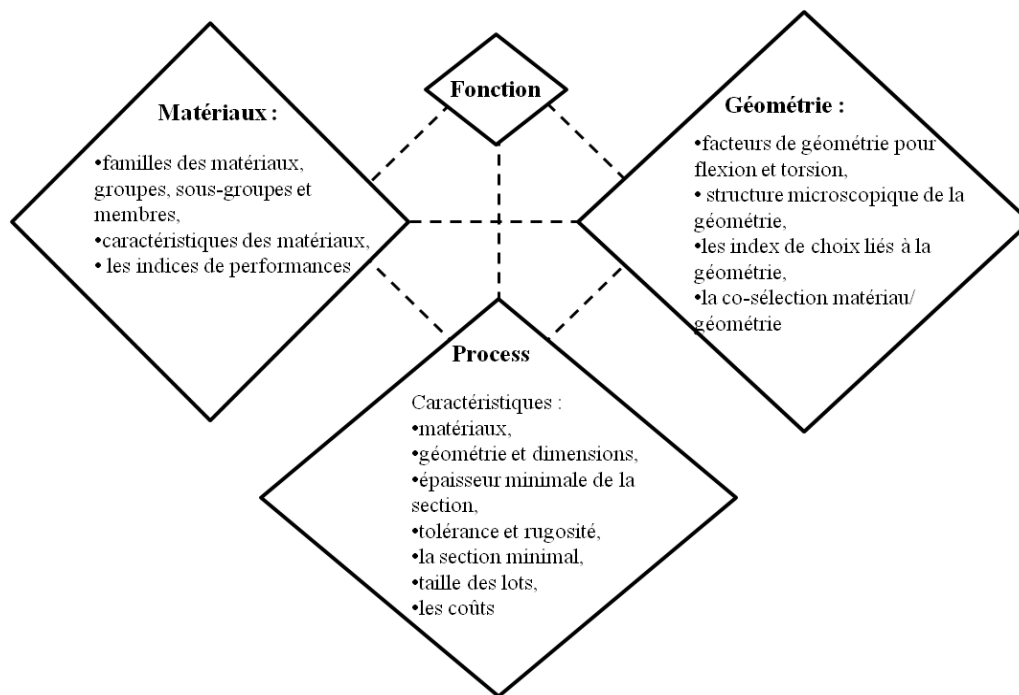 Fonction
Matériaux :
•familles des matériaux,
groupes, sous-groupes et
membres,
•caractéristiques des matériaux,
• les indices de performances
Géométrie :
•facteurs de géométrie pour
flexion et torsion,
• structure microscopique de la
géométrie,
•les index de choix liés à la
géométrie,
•la co-sélection matériau/
géométrie
Process
Caractéristiques :
•matériaux,
•géométrie et dimensions,
•épaisseur minimale de la
section,
•tolérance et rugosité,
•la section minimal,
•taille des lots,
•les coûts